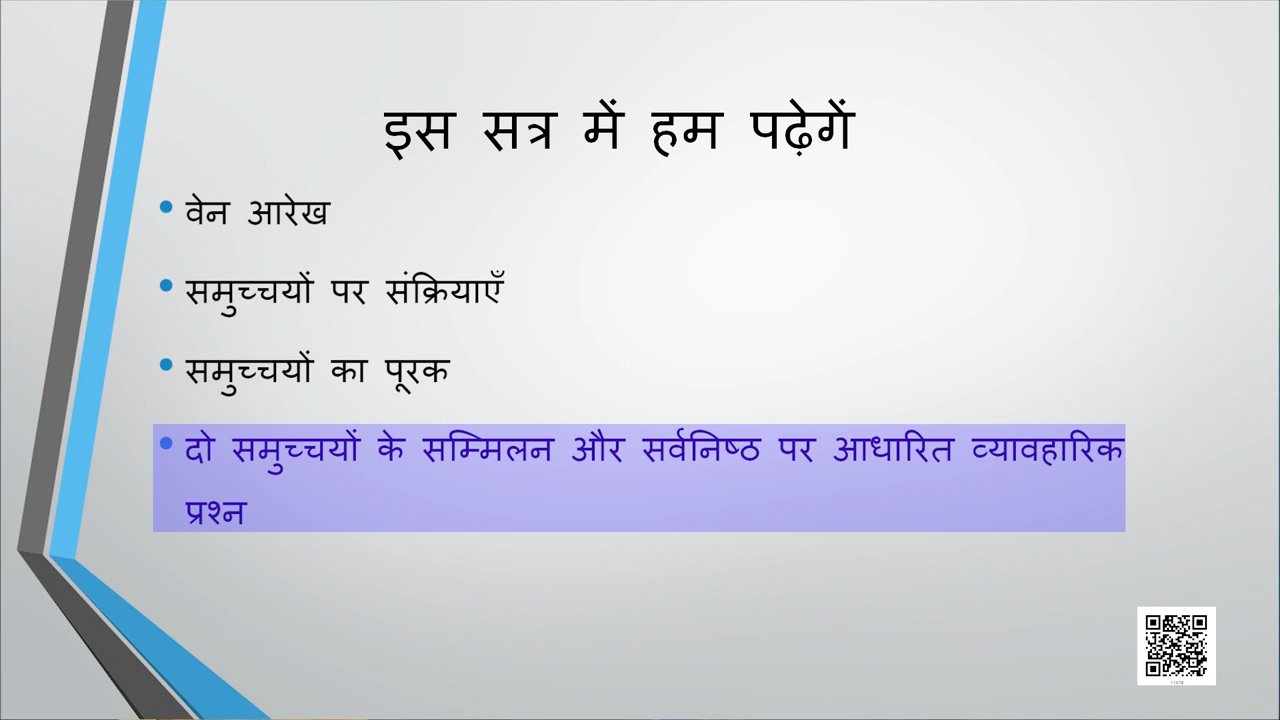 इस सत्र में हम पढ़ेगें
• वेन आरेख
• समुच्चयों पर संक्रियाएँ
• समुच्चयों का पूरक
• दो समुच्चयों के सम्मिलन और सर्वनिष्ठ पर आधारित व्यावहारिक
प्रश्न